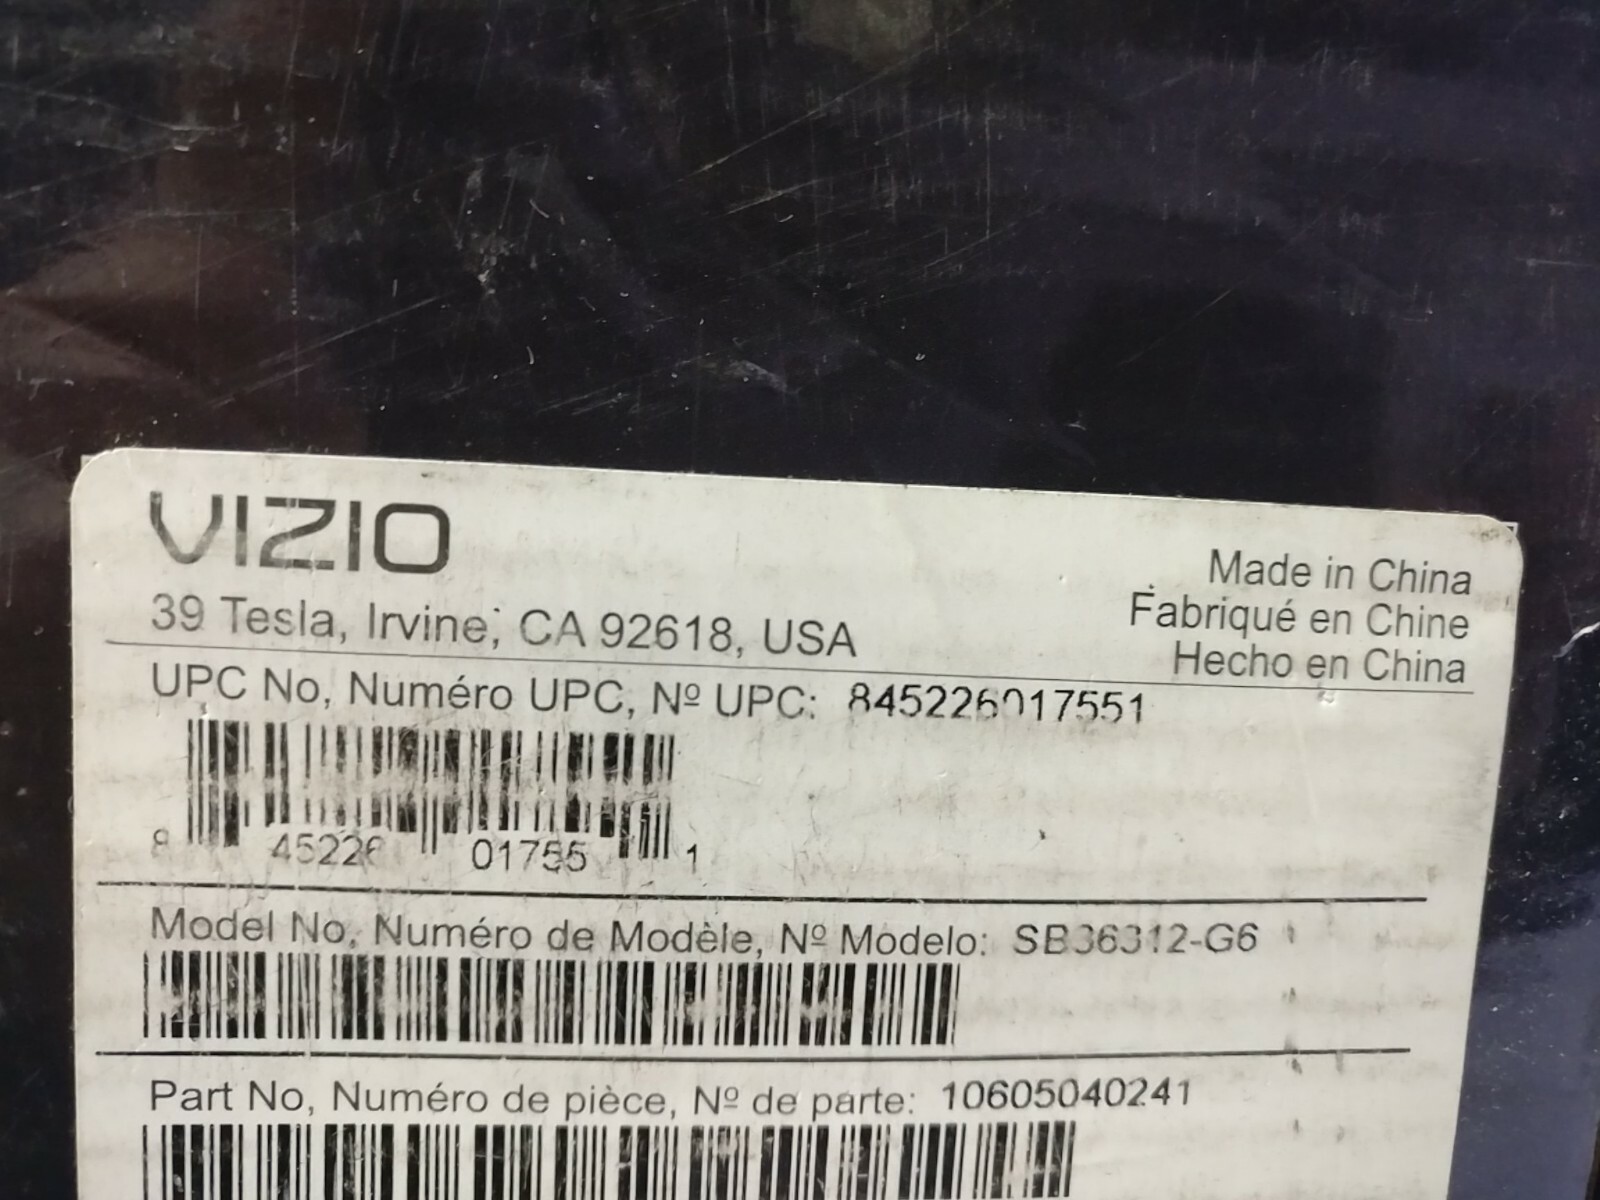 VIZIO
39 Tesla, Irvine, CA 92618, USA
Made in China
Fabriqué en Chine
Hecho en China
UPC No, Numéro UPC, Nº UPC: 845226017551
8 45226 01755 1
Model No, Numéro de Modèle, Nº Modelo: SB36312-G6
Part No, Numéro de pièce, Nº de parte: 10605040241